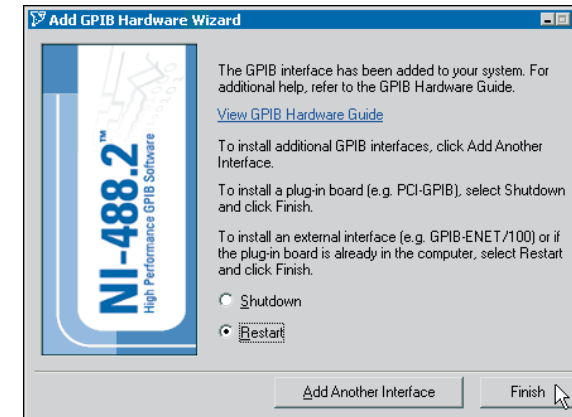 Add GPIB Hardware Wizard
NI-488.2™
High Performance GPIB Software
The GPIB interface has been added to your system. For
additional help, refer to the GPIB Hardware Guide.
View GPIB Hardware Guide
To install additional GPIB interfaces, click Add Another
Interface.
To install a plug-in board (e.g. PCI-GPIB), select Shutdown
and click Finish.
To install an external interface (e.g. GPIB-ENET/100) or if
the plug-in board is already in the computer, select Restart
and click Finish.
Shutdown
Restart
Add Another Interface
Finish